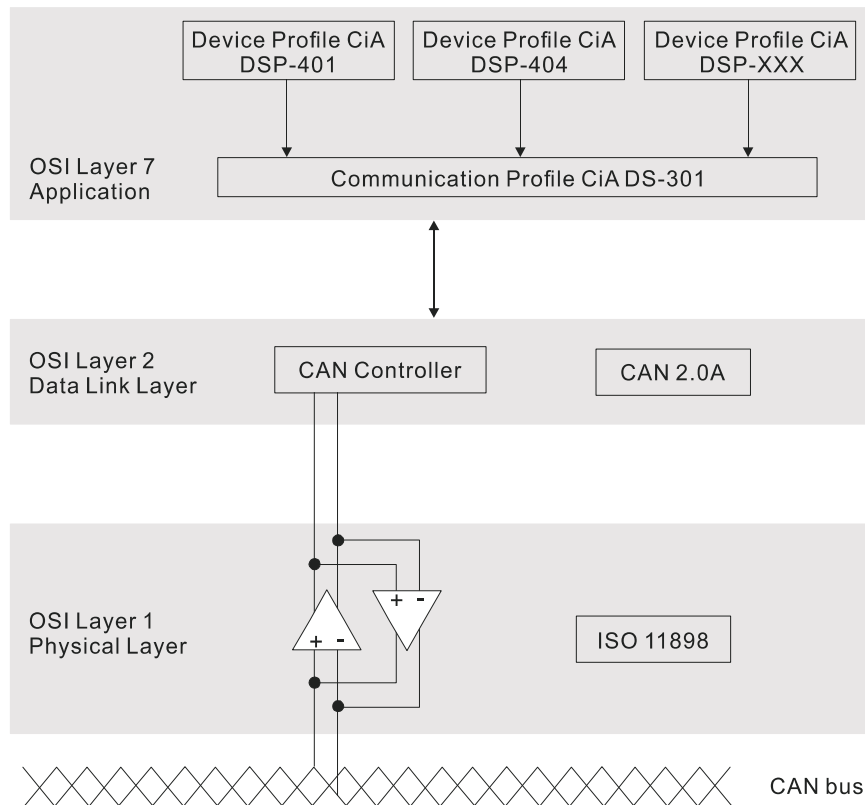 Device Profile CiA
DSP-401
Device Profile CiA
DSP-404
Device Profile CiA
DSP-XXX
OSI Layer 7
Application
Communication Profile CiA DS-301
OSI Layer 2
Data Link Layer
CAN Controller
CAN 2.0A
OSI Layer 1
Physical Layer
+ -
+ -
ISO 11898
CAN bus